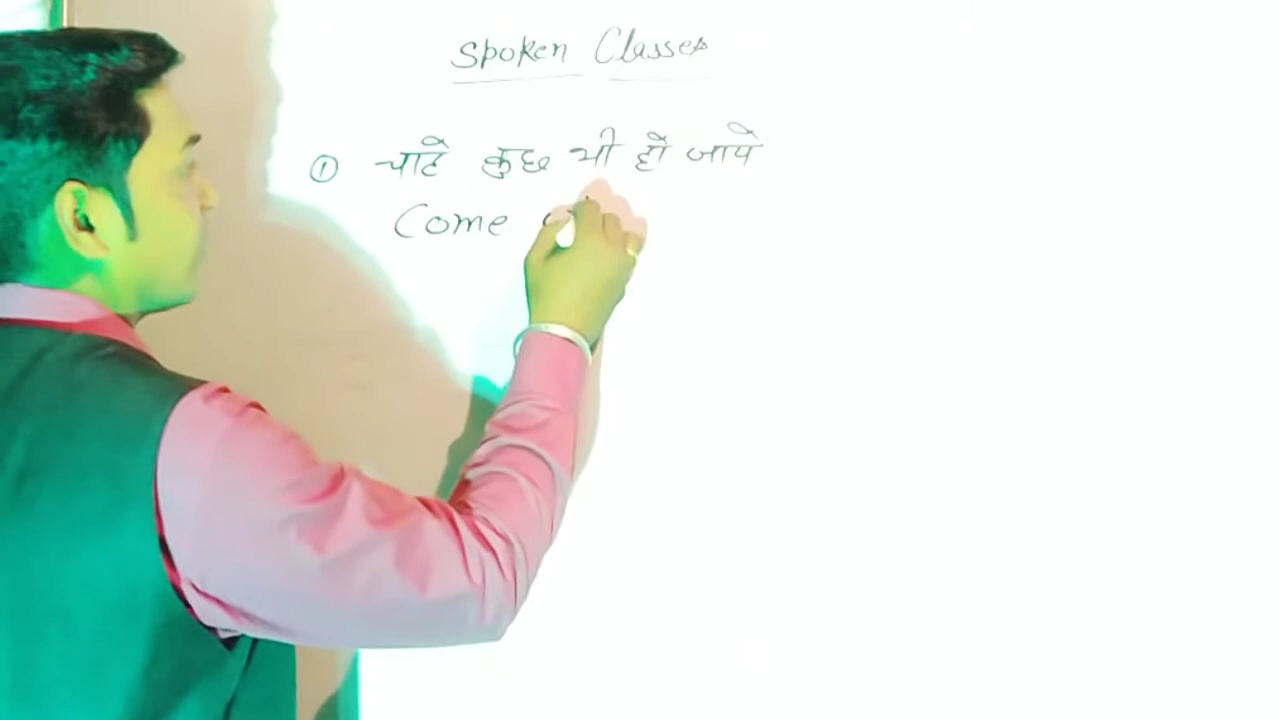 Spoken Classes
① चाहे कुछ भी हो जाये
Come